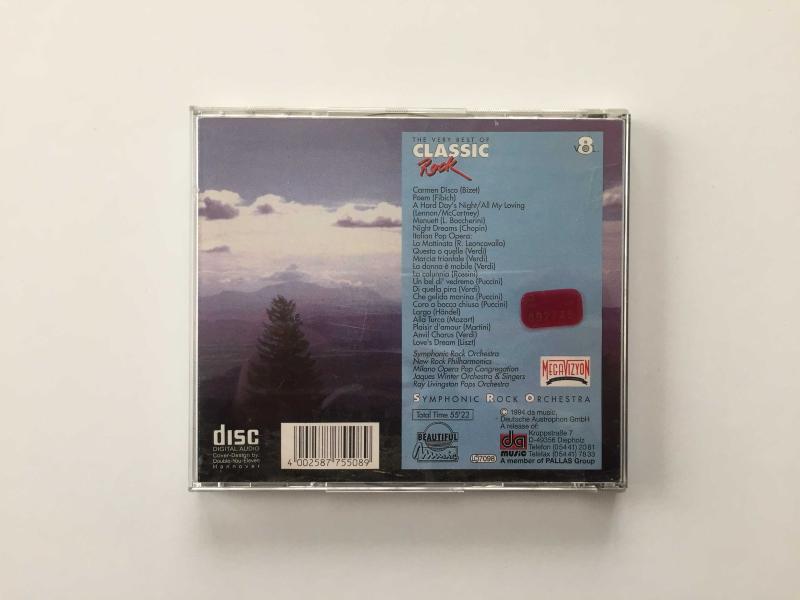 THE VERY BEST OF
CLASSIC
Rock
VOL.
8
Carmen Disco (Bizet)
Poem (Fibich)
A Hard Day's Night/All My Loving
(Lennon/McCartney)
Manuett (L. Boccherini)
Night Dreams (Chopin)
Italian Pop Opera:
La Mattinata (R. Leoncavallo)
Questa o quella (Verdi)
Marcia trionfale (Verdi)
La donna è mobile (Verdi)
La calunnia (Rossini)
Un bel di' vedremo (Puccini)
Di quella pira (Verdi)
Che gelida manina (Puccini)
Coro a bocca chiusa (Puccini)
Largo (Händel)
Alla Turca (Mozart)
Plaisir d'amour (Martini)
Anvil Chorus (Verdi)
Love's Dream (Liszt)
Symphonic Rock Orchestra
New Rock Philharmonics
Milano Opera Pop Congregation
Jaques Winter Orchestra & Singers
Ray Livingston Pops Orchestra
MEGAVIZYON
SYMPHONIC ROCK ORCHESTRA
Total Time 55'22
BEAUTIFUL
Music
LC 7096
© 1994 da music,
Deutsche Austrophon GmbH
A release of:
da
music
Kruppstraße 7
D-49356 Diepholz
Telefon (05441) 2081
Telefax (05441) 7833
A member of PALLAS Group
disc
DIGITAL AUDIO
Cover-Design by:
Double-You-Eleven
Hannover
4 002587 755089